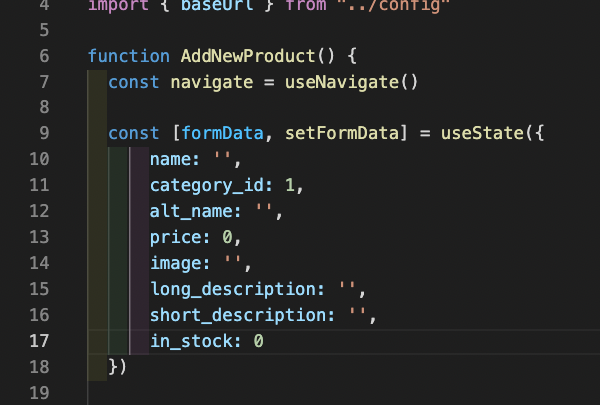 4 import { baseUrl } from "../config"
5
6 function AddNewProduct() {
7 const navigate = useNavigate()
8
9 const [formData, setFormData] = useState({
10 name: '',
11 category_id: 1,
12 alt_name: '',
13 price: 0,
14 image: '',
15 long_description: '',
16 short_description: '',
17 in_stock: 0
18 })
19